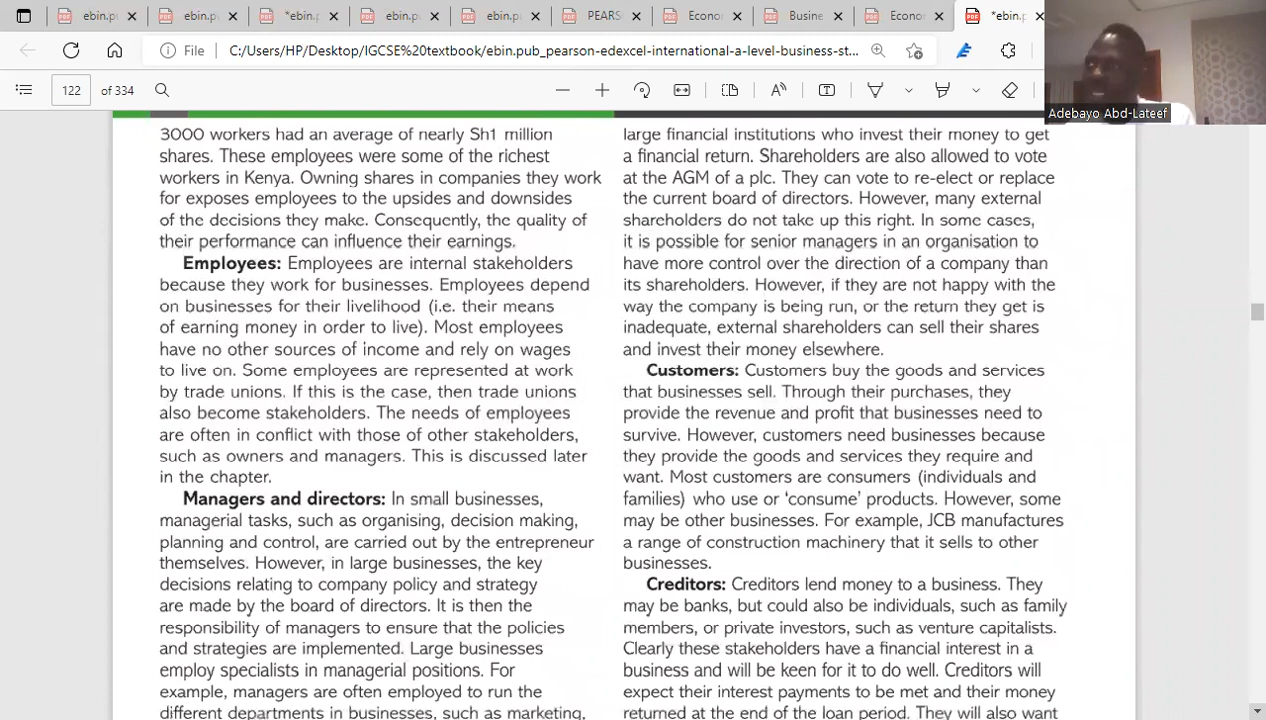 ebin.pu
ebin.pu
*ebin.p
ebin.pu
ebin.pu
PEARS
Econo
Busine
Econo
*ebin.p
File
C:/Users/HP/Desktop/IGCSE%20textbook/ebin.pub_pearson-edexcel-international-a-level-business-st...
122 of 334
Adebayo Abd-Lateef
3000 workers had an average of nearly Sh1 million
shares. These employees were some of the richest
workers in Kenya. Owning shares in companies they work
for exposes employees to the upsides and downsides
of the decisions they make. Consequently, the quality of
their performance can influence their earnings.
Employees: Employees are internal stakeholders
because they work for businesses. Employees depend
on businesses for their livelihood (i.e. their means
of earning money in order to live). Most employees
have no other sources of income and rely on wages
to live on. Some employees are represented at work
by trade unions. If this is the case, then trade unions
also become stakeholders. The needs of employees
are often in conflict with those of other stakeholders,
such as owners and managers. This is discussed later
in the chapter.
Managers and directors: In small businesses,
managerial tasks, such as organising, decision making,
planning and control, are carried out by the entrepreneur
themselves. However, in large businesses, the key
decisions relating to company policy and strategy
are made by the board of directors. It is then the
responsibility of managers to ensure that the policies
and strategies are implemented. Large businesses
employ specialists in managerial positions. For
example, managers are often employed to run the
different departments in businesses, such as marketing,
large financial institutions who invest their money to get
a financial return. Shareholders are also allowed to vote
at the AGM of a plc. They can vote to re-elect or replace
the current board of directors. However, many external
shareholders do not take up this right. In some cases,
it is possible for senior managers in an organisation to
have more control over the direction of a company than
its shareholders. However, if they are not happy with the
way the company is being run, or the return they get is
inadequate, external shareholders can sell their shares
and invest their money elsewhere.
Customers: Customers buy the goods and services
that businesses sell. Through their purchases, they
provide the revenue and profit that businesses need to
survive. However, customers need businesses because
they provide the goods and services they require and
want. Most customers are consumers (individuals and
families) who use or ‘consume’ products. However, some
may be other businesses. For example, JCB manufactures
a range of construction machinery that it sells to other
businesses.
Creditors: Creditors lend money to a business. They
may be banks, but could also be individuals, such as family
members, or private investors, such as venture capitalists.
Clearly these stakeholders have a financial interest in a
business and will be keen for it to do well. Creditors will
expect their interest payments to be met and their money
returned at the end of the loan period. They will also want